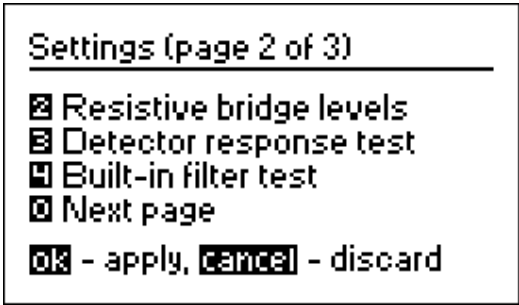 Settings (page 2 of 3)
2 Resistive bridge levels
3 Detector response test
4 Built-in filter test
0 Next page
ok - apply, cancel - discard